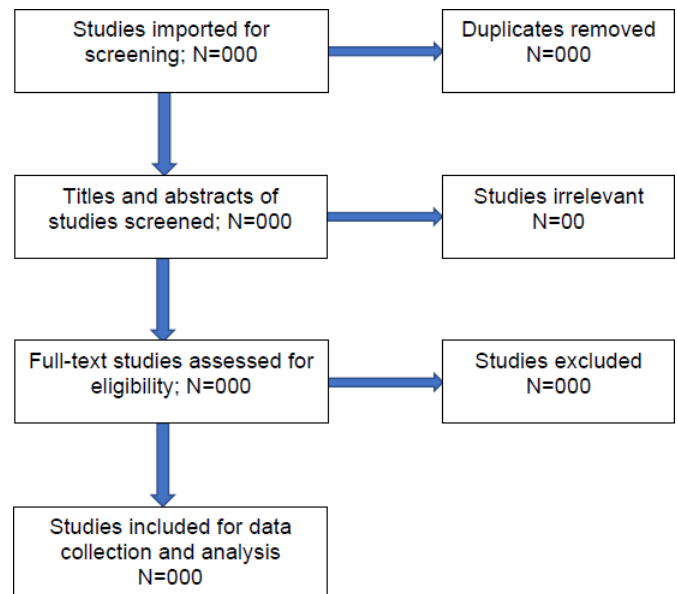 Studies imported for
screening; N=000
Duplicates removed
N=000
Titles and abstracts of
studies screened; N=000
Studies irrelevant
N=00
Full-text studies assessed for
eligibility; N=000
Studies excluded
N=000
Studies included for data
collection and analysis
N=000